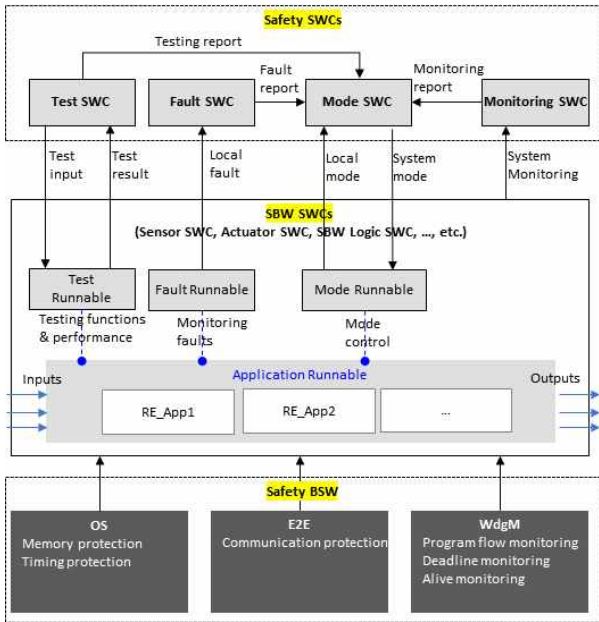 Safety SWCs
Testing report
Fault
report
Monitoring
report
Test SWC
Fault SWC
Mode SWC
Monitoring SWC
Test
input
Test
result
Local
fault
Local
mode
System
mode
System
Monitoring
SBW SWCs
(Sensor SWC, Actuator SWC, SBW Logic SWC, ..., etc.)
Test
Runnable
Fault Runnable
Mode Runnable
Testing functions
& performance
Monitoring
faults
Mode
control
Inputs
Application Runnable
Outputs
RE_App1
RE_App2
...
Safety BSW
OS
Memory protection
Timing protection
E2E
Communication protection
WdgM
Program flow monitoring
Deadline monitoring
Alive monitoring